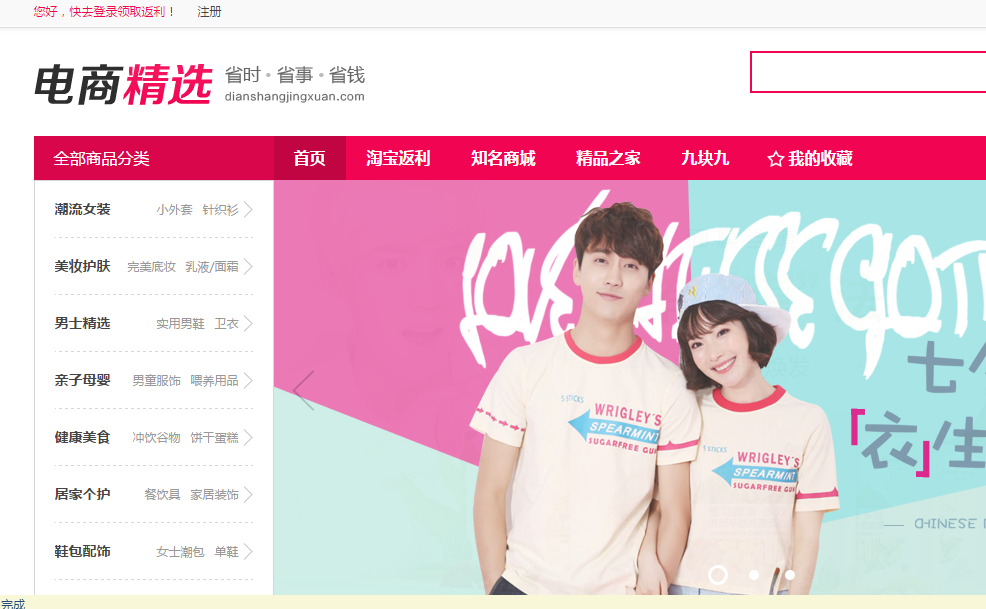 您好，快去登录领取返利！ 注册
电商精选 省时·省事·省钱
dianshangjingxuan.com
全部商品分类 首页 淘宝返利 知名商城 精品之家 九块九 我的收藏
潮流女装 小外套 针织衫
美妆护肤 完美底妆 乳液/面霜
男士精选 实用男鞋 卫衣
亲子母婴 男童服饰 喂养用品
健康美食 冲饮谷物 饼干蛋糕
居家个护 餐饮具 家居装饰
鞋包配饰 女士潮包 单鞋
5 STICKS
WRIGLEY'S
SPEARMINT
SUGARFREE GUM
5 STICKS
WRIGLEY'S
SPEARMINT
SUGARFREE GUM
七
「衣」生
CHINESE
完成